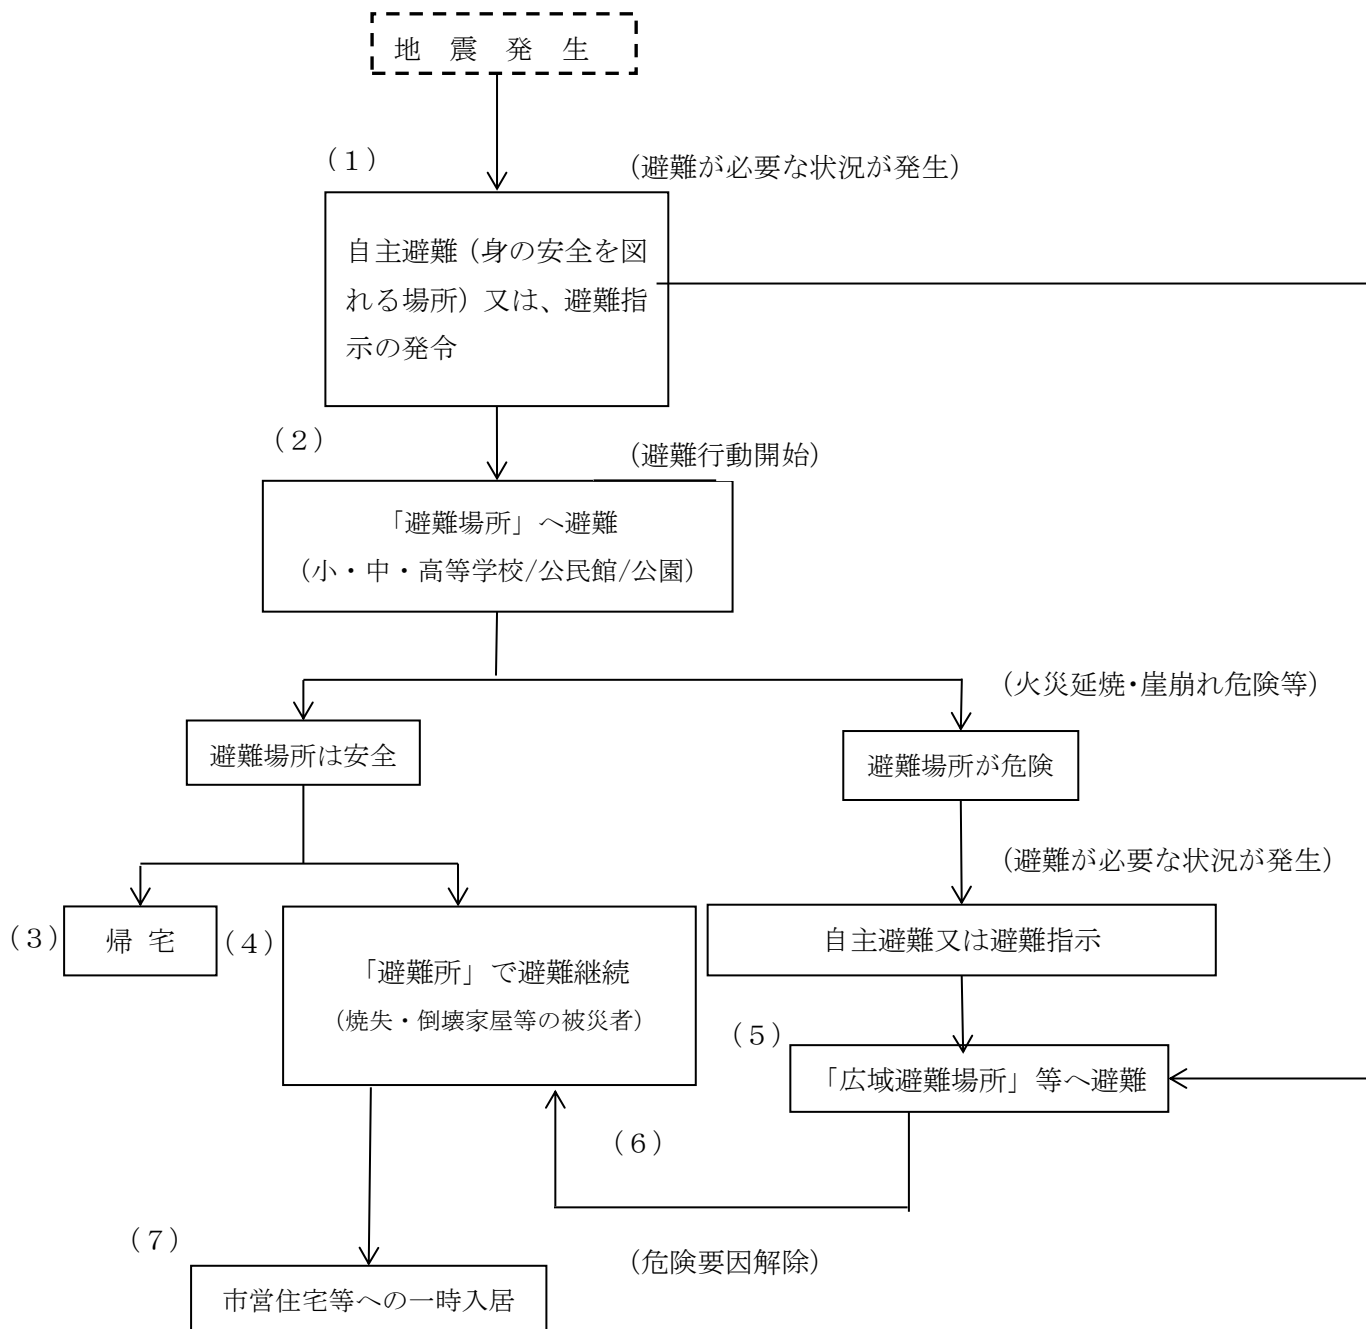 地 震 発 生
（１）
（避難が必要な状況が発生）
自主避難（身の安全を図
れる場所）又は、避難指
示の発令
（２）
（避難行動開始）
「避難場所」へ避難
（小・中・高等学校/公民館/公園）
（火災延焼・崖崩れ危険等）
避難場所は安全
避難場所が危険
（避難が必要な状況が発生）
（３）
帰 宅
（４）
「避難所」で避難継続
（焼失・倒壊家屋等の被災者）
自主避難又は避難指示
（５）
「広域避難場所」等へ避難
（６）
（危険要因解除）
（７）
市営住宅等への一時入居